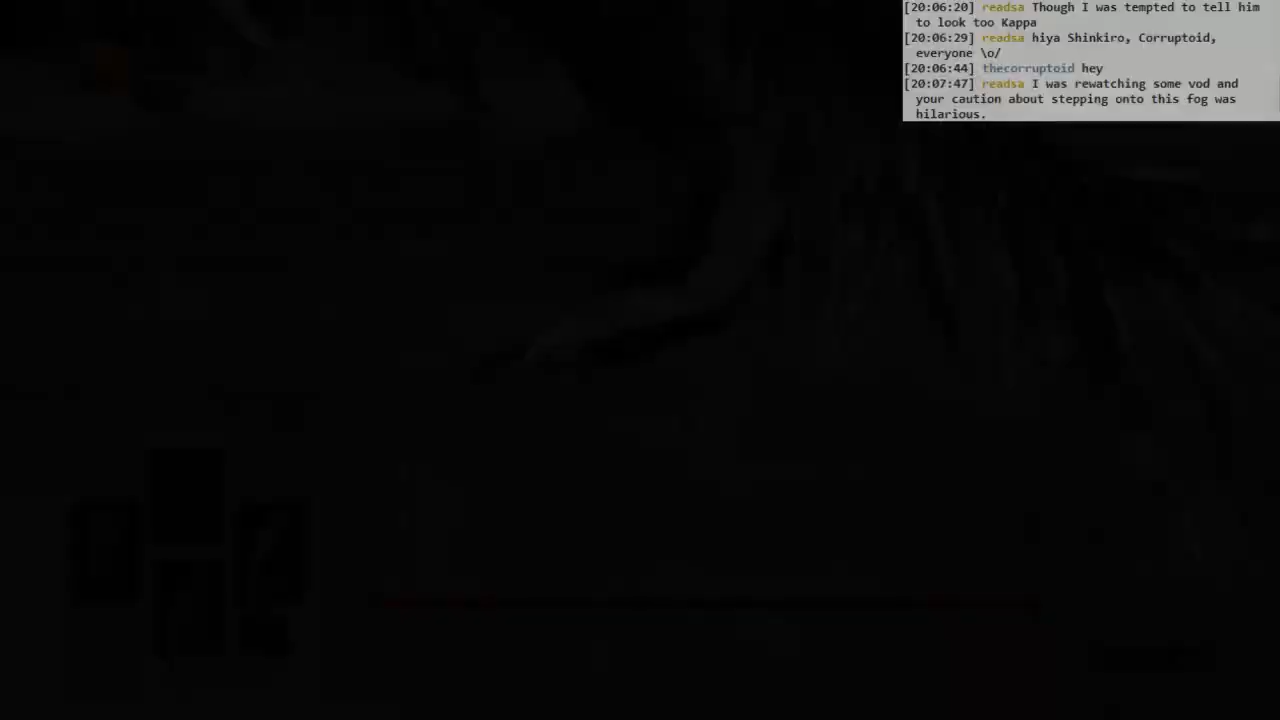 [20:06:20] readsa Though I was tempted to tell him
to look too Kappa
[20:06:29] readsa hiya Shinkiro, Corruptoid,
everyone \o/
[20:06:44] thecorruptoid hey
[20:07:47] readsa I was rewatching some vod and
your caution about stepping onto this fog was
hilarious.